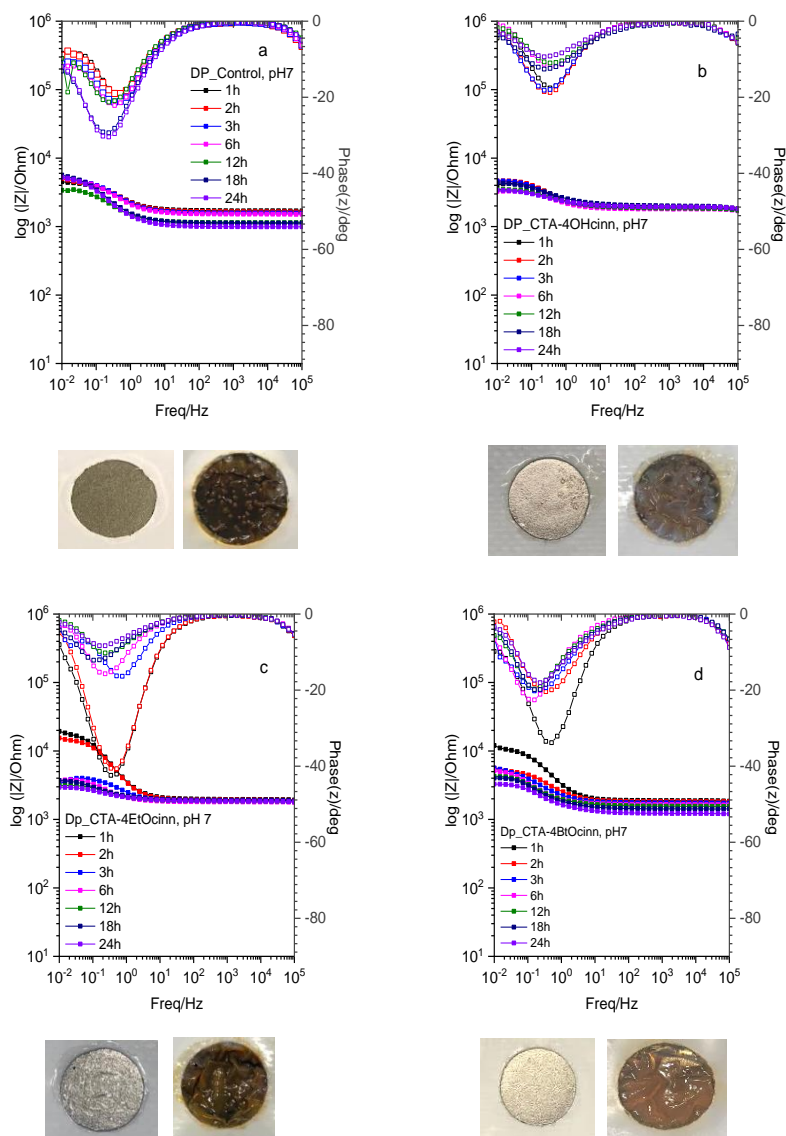 a
DP_Control, pH7
1h
2h
3h
6h
12h
18h
24h
log (|Z|/Ohm)
Phase(z)/deg
10^6
10^5
10^4
10^3
10^2
10^1
0
-20
-40
-60
-80
10^-2 10^-1 10^0 10^1 10^2 10^3 10^4 10^5
Freq/Hz
b
DP_CTA-4OHcinn, pH7
1h
2h
3h
6h
12h
18h
24h
log (|Z|/Ohm)
Phase(z)/deg
10^6
10^5
10^4
10^3
10^2
10^1
0
-20
-40
-60
-80
10^-2 10^-1 10^0 10^1 10^2 10^3 10^4 10^5
Freq/Hz
c
Dp_CTA-4EtOcinn, pH 7
1h
2h
3h
6h
12h
18h
24h
log (|Z|/Ohm)
Phase(z)/deg
10^6
10^5
10^4
10^3
10^2
10^1
0
-20
-40
-60
-80
10^-2 10^-1 10^0 10^1 10^2 10^3 10^4 10^5
Freq/Hz
d
Dp_CTA-4BtOcinn, pH7
1h
2h
3h
6h
12h
18h
24h
log (|Z|/Ohm)
Phase(z)/deg
10^6
10^5
10^4
10^3
10^2
10^1
0
-20
-40
-60
-80
10^-2 10^-1 10^0 10^1 10^2 10^3 10^4 10^5
Freq/Hz